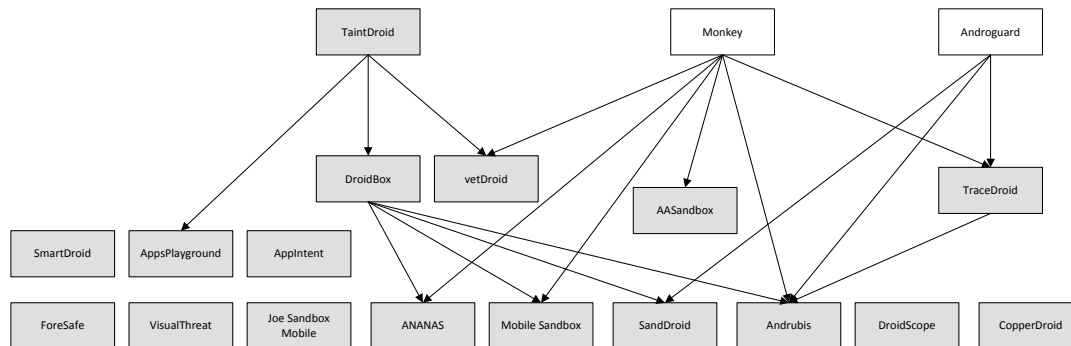 TaintDroid
Monkey
Androguard
DroidBox
vetDroid
AASandbox
TraceDroid
SmartDroid
AppsPlayground
AppIntent
ForeSafe
VisualThreat
Joe Sandbox
Mobile
ANANAS
Mobile Sandbox
SandDroid
Andrubis
DroidScope
CopperDroid